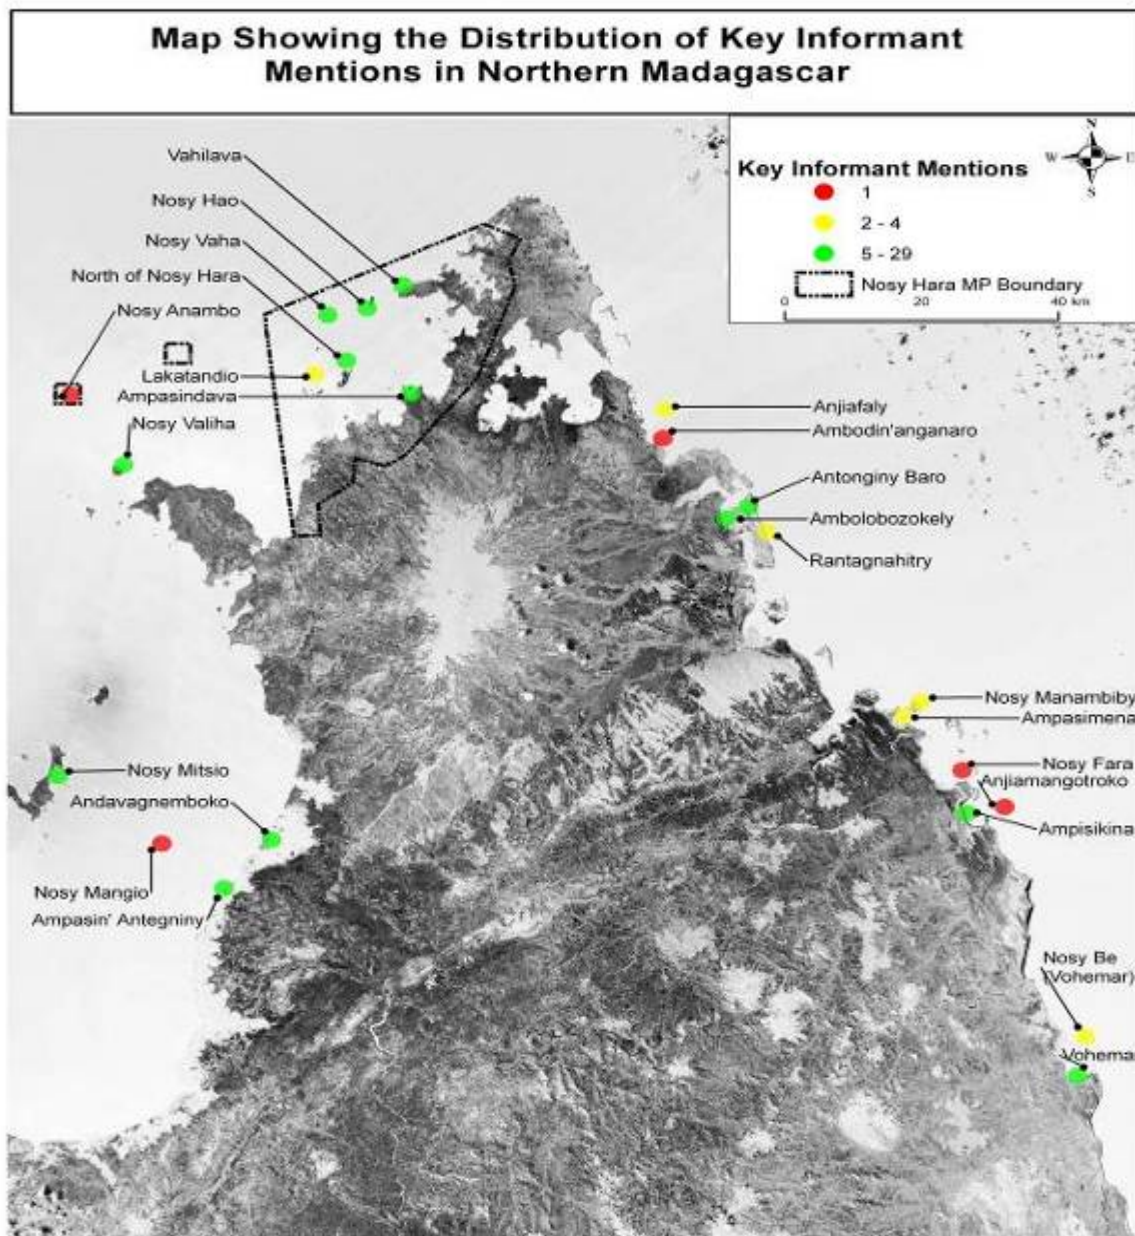 Map Showing the Distribution of Key Informant
Mentions in Northern Madagascar
N
W
E
S
Key Informant Mentions
1
2 - 4
5 - 29
Nosy Hara MP Boundary
0
20
40 km
Vahilava
Nosy Hao
Nosy Vaha
North of Nosy Hara
Nosy Anambo
Lakatandio
Ampasindava
Nosy Valiha
Anjiafaly
Ambodin'anganaro
Antonginy Baro
Ambolobozokely
Rantagnahitry
Nosy Manambiby
Ampasimena
Nosy Mitsio
Nosy Fara
Anjiamangotroko
Andavagnemboko
Ampisikina
Nosy Mangio
Ampasin' Antegniny
Nosy Be
(Vohemar)
Vohemar